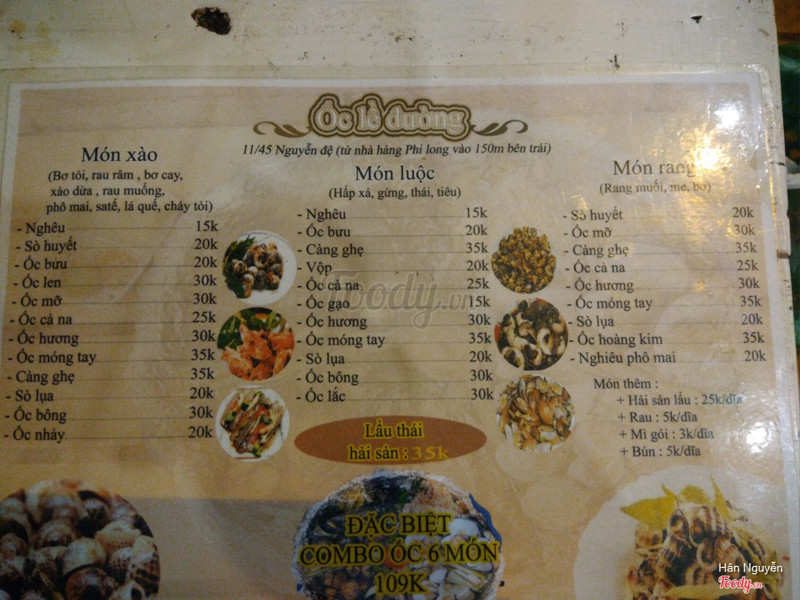 Ốc lề đường
11/45 Nguyễn đệ (từ nhà hàng Phi long vào 150m bên trái)
Món xào
(Bơ tỏi, rau răm , bơ cay,
xào dừa , rau muống,
phô mai, satế, lá quế, cháy tỏi)
- Nghêu 15k
- Sò huyết 20k
- Ốc bưu 20k
- Ốc len 30k
- Ốc mỡ 30k
- Ốc cà na 25k
- Ốc hương 30k
- Ốc móng tay 35k
- Càng ghẹ 35k
- Sò lụa 20k
- Ốc bông 30k
- Ốc nhảy 20k
Món luộc
(Hấp xả, gừng, thái, tiêu)
- Nghêu 15k
- Ốc bưu 20k
- Càng ghẹ 35k
- Vộp 20k
- Ốc cà na 25k
- Ốc gạo 15k
- Ốc hương 30k
- Ốc móng tay 35k
- Sò lụa 20k
- Ốc bông 30k
- Ốc lắc 30k
Lẩu thái
hải sản : 35k
ĐẶC BIỆT
COMBO ỐC 6 MÓN
109K
Món rang
(Rang muối, me, bơ)
- Sò huyết 20k
- Ốc mỡ 30k
- Càng ghẹ 35k
- Ốc cà na 25k
- Ốc hương 30k
- Ốc móng tay 35k
- Sò lụa 20k
- Ốc hoàng kim 35k
- Nghiêu phô mai 20k
Món thêm :
+ Hải sản lẩu : 25k/dĩa
+ Rau : 5k/dĩa
+ Mì gói : 3k/dĩa
+ Bún : 5k/dĩa
Foody.vn
Hân Nguyễn
Foody.vn